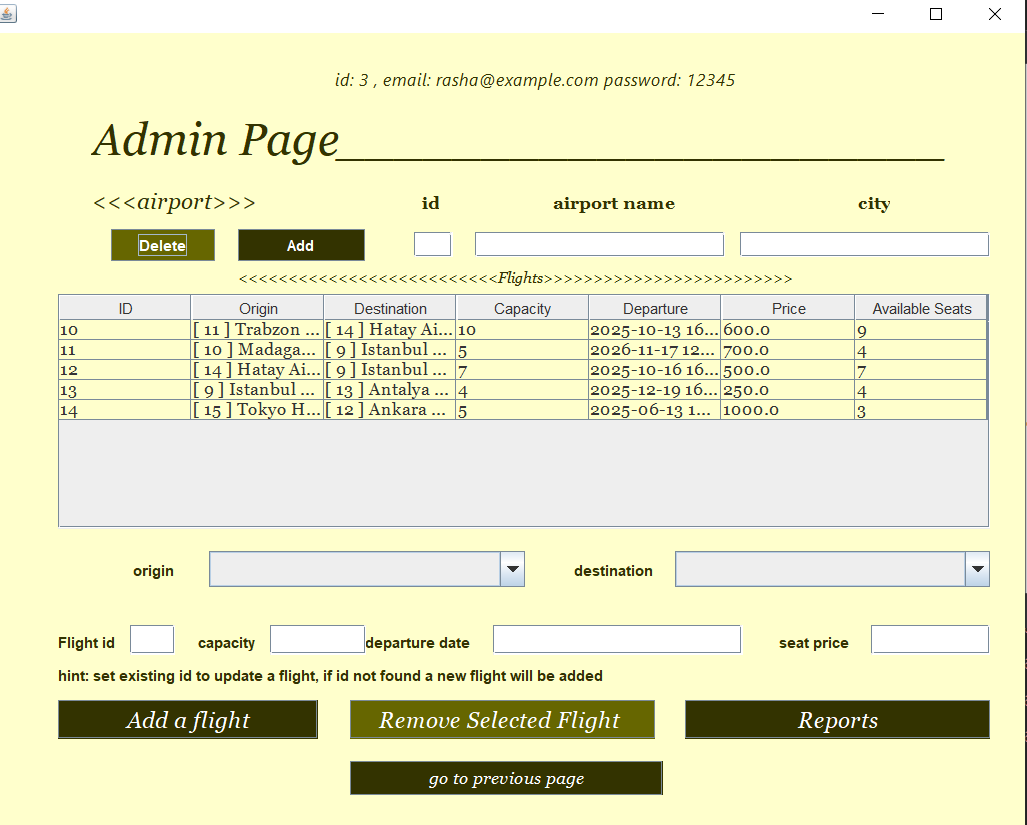 id: 3 , email: rasha@example.com password: 12345
Admin Page__________________________
<<<airport>>> id airport name city
Delete Add
<<<<<<<<<<<<<<<<<<<<<<<<<<Flights>>>>>>>>>>>>>>>>>>>>>>>>>
ID Origin Destination Capacity Departure Price Available Seats
10 [ 11 ] Trabzon ... [ 14 ] Hatay Ai... 10 2025-10-13 16... 600.0 9
11 [ 10 ] Madaga... [ 9 ] Istanbul ... 5 2026-11-17 12... 700.0 4
12 [ 14 ] Hatay Ai... [ 9 ] Istanbul ... 7 2025-10-16 16... 500.0 7
13 [ 9 ] Istanbul ... [ 13 ] Antalya ... 4 2025-12-19 16... 250.0 4
14 [ 15 ] Tokyo H... [ 12 ] Ankara ... 5 2025-06-13 1... 1000.0 3
origin destination
Flight id capacity departure date seat price
hint: set existing id to update a flight, if id not found a new flight will be added
Add a flight Remove Selected Flight Reports
go to previous page